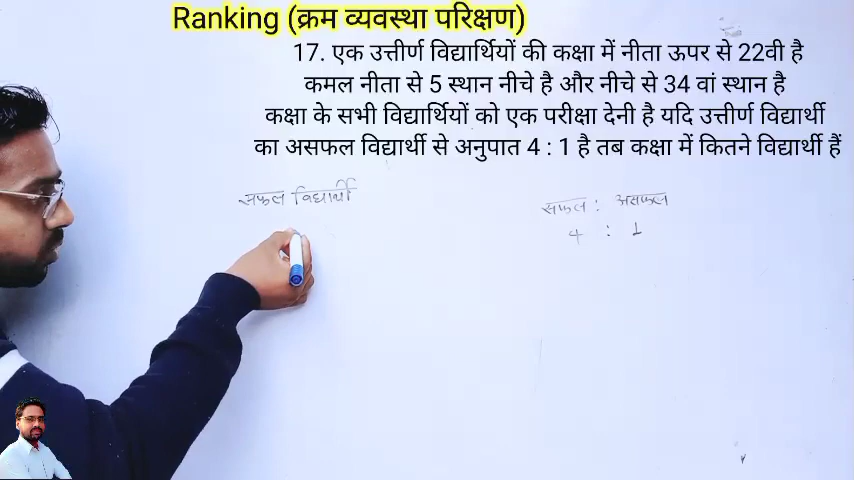 Ranking (क्रम व्यवस्था परिक्षण)
17. एक उत्तीर्ण विद्यार्थियों की कक्षा में नीता ऊपर से 22वी है
कमल नीता से 5 स्थान नीचे है और नीचे से 34 वां स्थान है
कक्षा के सभी विद्यार्थियों को एक परीक्षा देनी है यदि उत्तीर्ण विद्यार्थी
का असफल विद्यार्थी से अनुपात 4 : 1 है तब कक्षा में कितने विद्यार्थी हैं
सफल विद्यार्थी
सफल : असफल
4 : 1